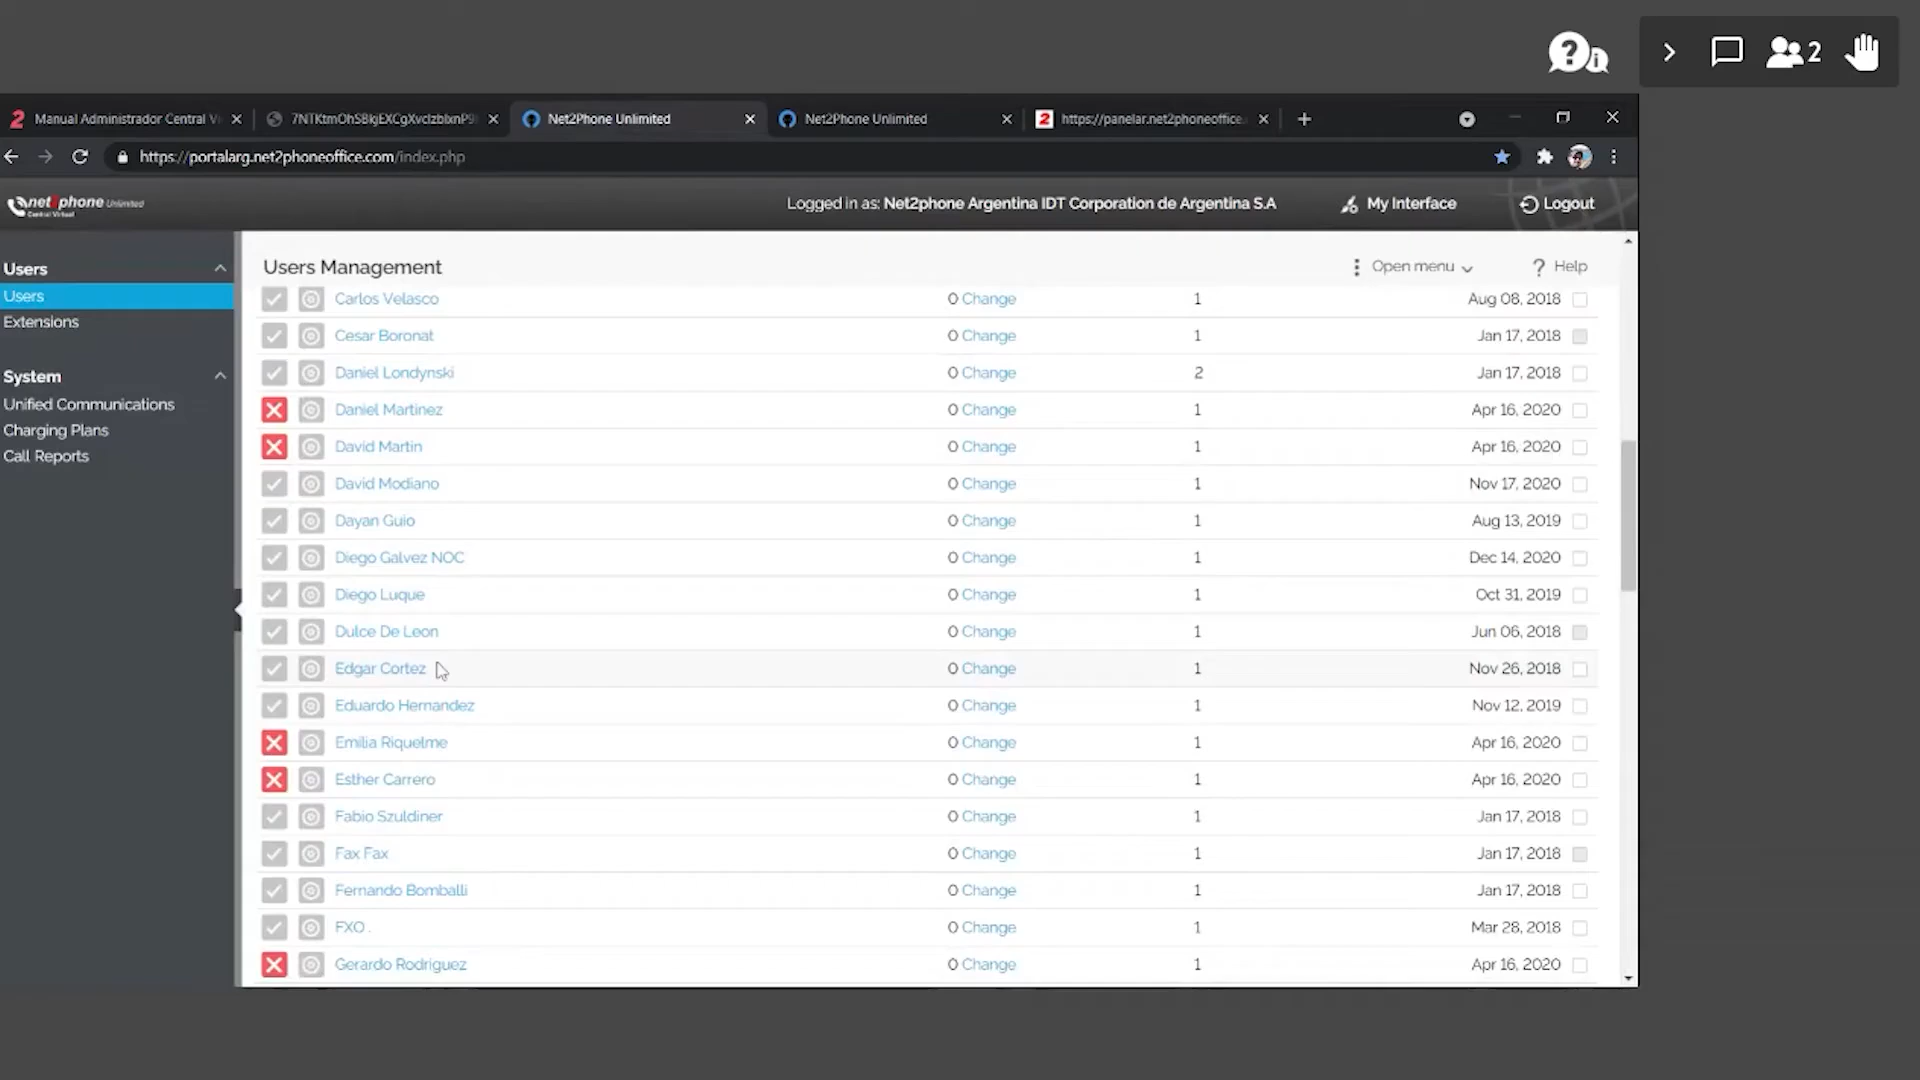 2
Manual Administrador Central Vi
Net2Phone Unlimited
Net2Phone Unlimited
https://panelar.net2phoneoffice.
https://portalarg.net2phoneoffice.com/index.php
net2phone Unlimited
Central Virtual
Logged in as: Net2phone Argentina IDT Corporation de Argentina S.A
My Interface
Logout
Users
Users
Extensions
System
Unified Communications
Charging Plans
Call Reports
Users Management
Open menu
? Help
Carlos Velasco 0 Change 1 Aug 08, 2018
Cesar Boronat 0 Change 1 Jan 17, 2018
Daniel Londynski 0 Change 2 Jan 17, 2018
Daniel Martinez 0 Change 1 Apr 16, 2020
David Martin 0 Change 1 Apr 16, 2020
David Modiano 0 Change 1 Nov 17, 2020
Dayan Guio 0 Change 1 Aug 13, 2019
Diego Galvez NOC 0 Change 1 Dec 14, 2020
Diego Luque 0 Change 1 Oct 31, 2019
Dulce De Leon 0 Change 1 Jun 06, 2018
Edgar Cortez 0 Change 1 Nov 26, 2018
Eduardo Hernandez 0 Change 1 Nov 12, 2019
Emilia Riquelme 0 Change 1 Apr 16, 2020
Esther Carrero 0 Change 1 Apr 16, 2020
Fabio Szuldiner 0 Change 1 Jan 17, 2018
Fax Fax 0 Change 1 Jan 17, 2018
Fernando Bomballi 0 Change 1 Jan 17, 2018
FXO . 0 Change 1 Mar 28, 2018
Gerardo Rodriguez 0 Change 1 Apr 16, 2020